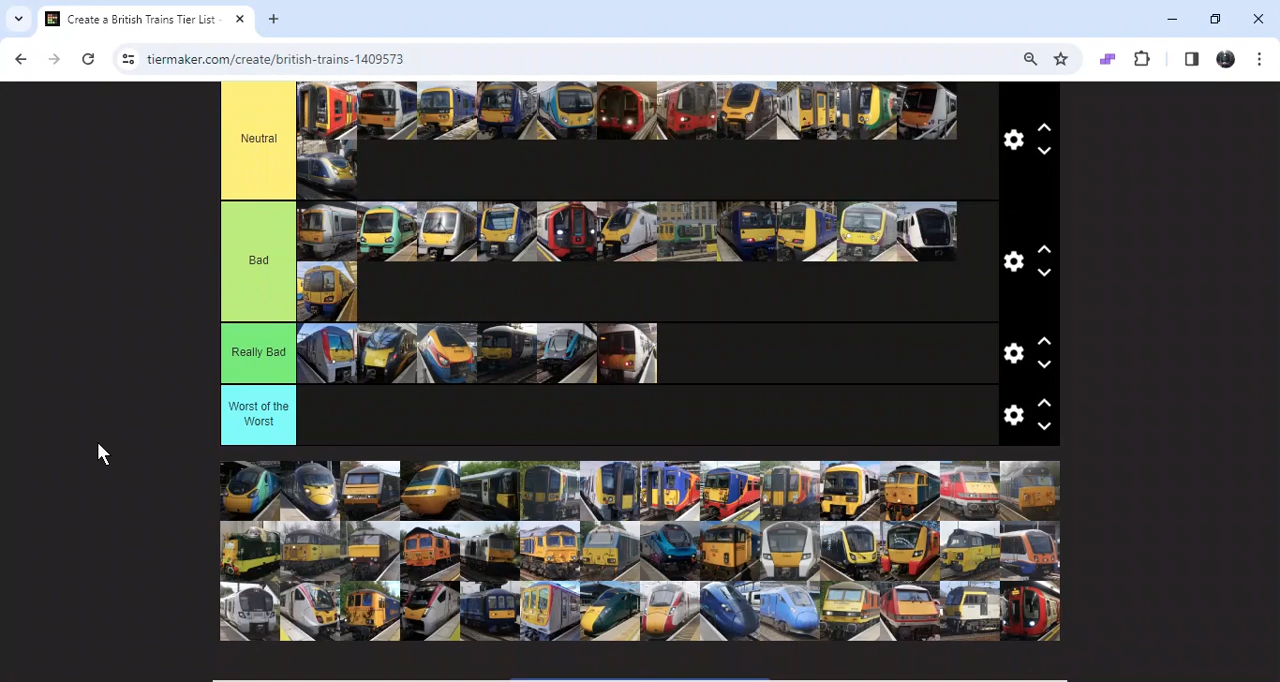 Create a British Trains Tier List -
tiermaker.com/create/british-trains-1409573
Neutral
Bad
Really Bad
Worst of the
Worst